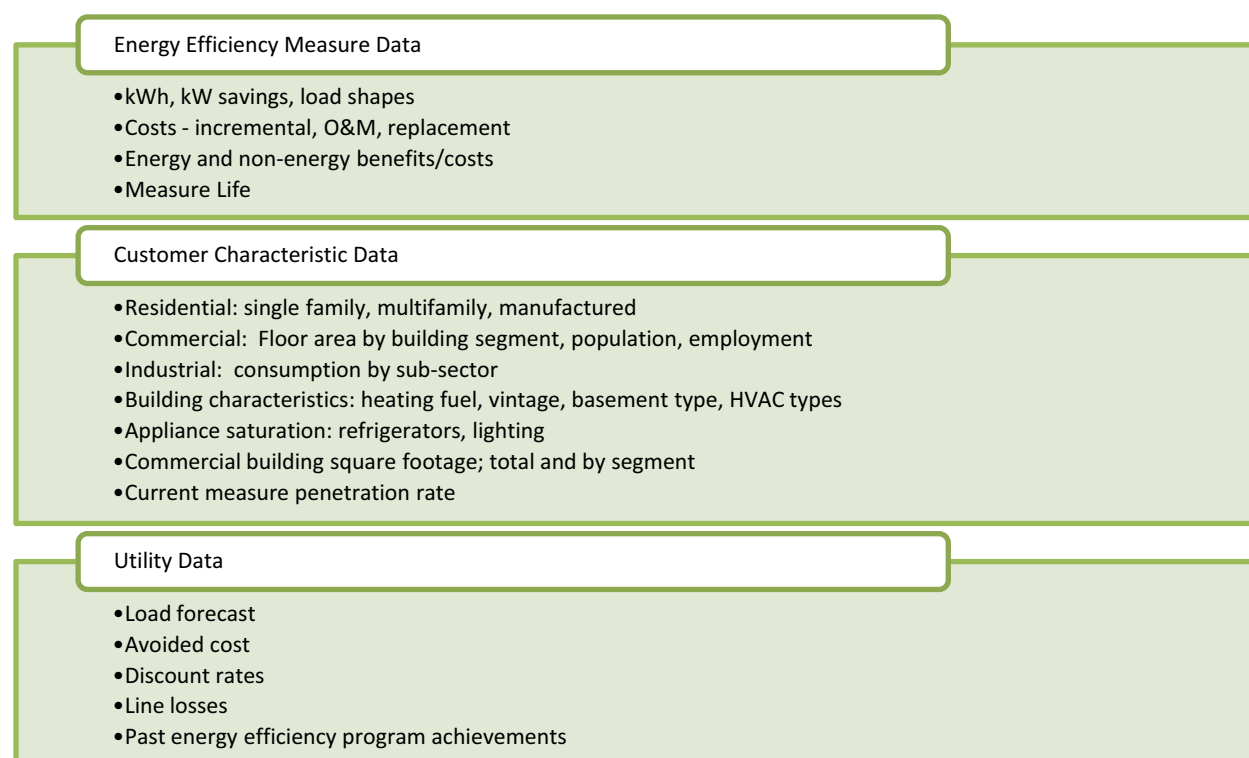 Energy Efficiency Measure Data
•kWh, kW savings, load shapes
•Costs - incremental, O&M, replacement
•Energy and non-energy benefits/costs
•Measure Life
Customer Characteristic Data
•Residential: single family, multifamily, manufactured
•Commercial:  Floor area by building segment, population, employment
•Industrial:  consumption by sub-sector
•Building characteristics: heating fuel, vintage, basement type, HVAC types
•Appliance saturation: refrigerators, lighting
•Commercial building square footage; total and by segment
•Current measure penetration rate
Utility Data
•Load forecast
•Avoided cost
•Discount rates
•Line losses
•Past energy efficiency program achievements